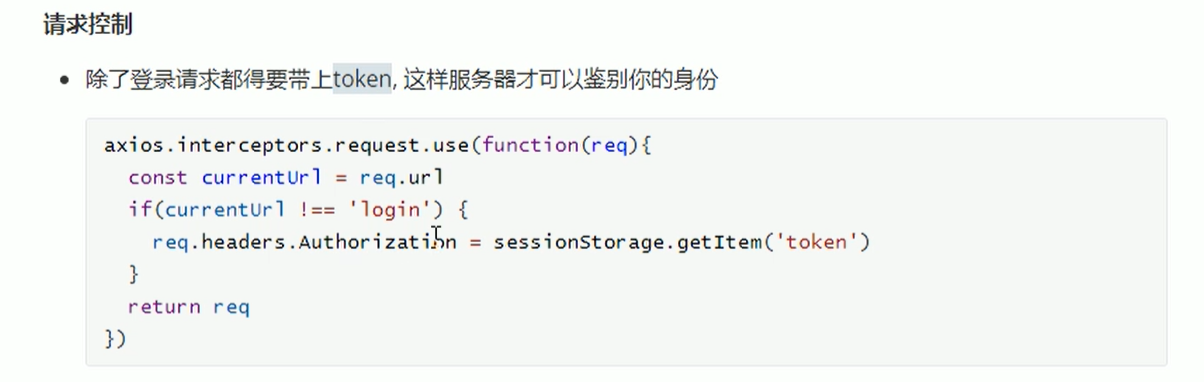 请求控制
• 除了登录请求都得要带上token, 这样服务器才可以鉴别你的身份
axios.interceptors.request.use(function(req){
  const currentUrl = req.url
  if(currentUrl !== 'login') {
    req.headers.Authorization = sessionStorage.getItem('token')
  }
  return req
})